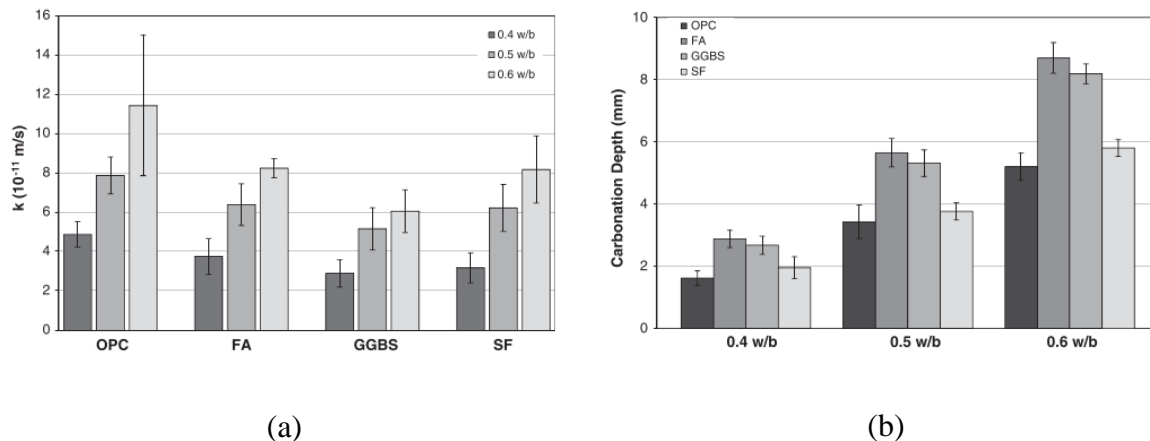 16
14
12
10
8
6
4
2
0
k (10⁻¹¹ m/s)
0.4 w/b
0.5 w/b
0.6 w/b
OPC FA GGBS SF
(a)
10
8
6
4
2
0
Carbonation Depth (mm)
OPC
FA
GGBS
SF
0.4 w/b 0.5 w/b 0.6 w/b
(b)